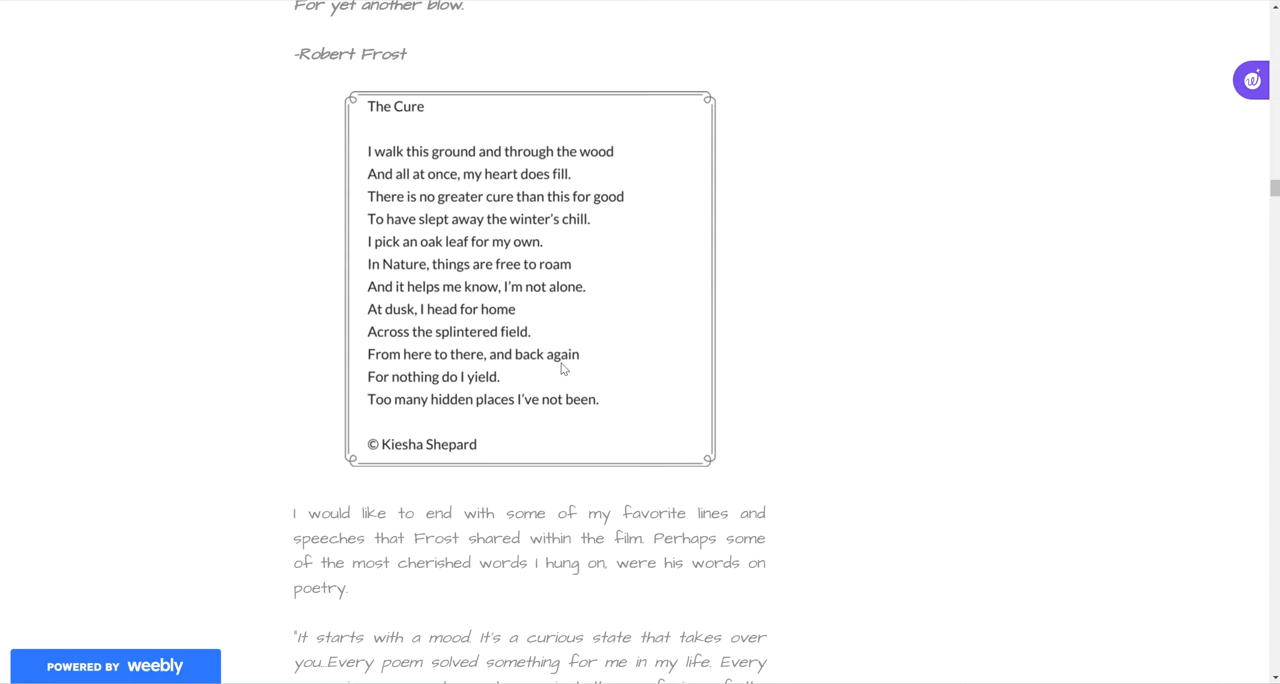 For yet another blow.
-Robert Frost
The Cure
I walk this ground and through the wood
And all at once, my heart does fill.
There is no greater cure than this for good
To have slept away the winter's chill.
I pick an oak leaf for my own.
In Nature, things are free to roam
And it helps me know, I'm not alone.
At dusk, I head for home
Across the splintered field.
From here to there, and back again
For nothing do I yield.
Too many hidden places I've not been.
© Kiesha Shepard
I would like to end with some of my favorite lines and
speeches that Frost shared within the film. Perhaps some
of the most cherished words I hung on, were his words on
poetry.
"It starts with a mood. It's a curious state that takes over
you...Every poem solved something for me in my life. Every
POWERED BY weebly